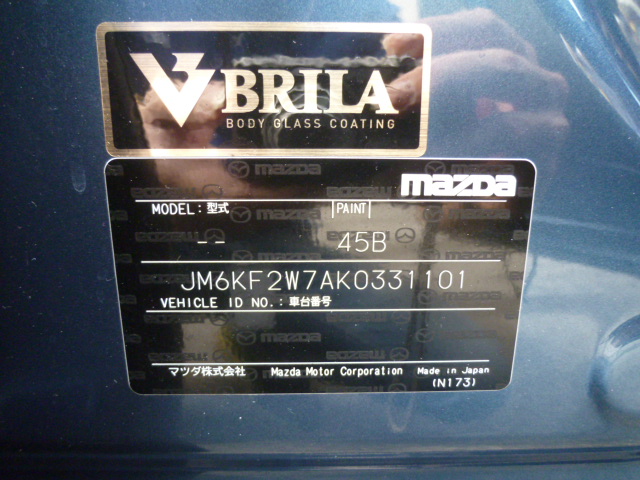 BRILA
BODY GLASS COATING
mazda
MODEL:型式 PAINT
-- 45B
JM6KF2W7AK0331101
VEHICLE ID NO.:車台番号
マツダ株式会社 Mazda Motor Corporation Made in Japan
(N173)